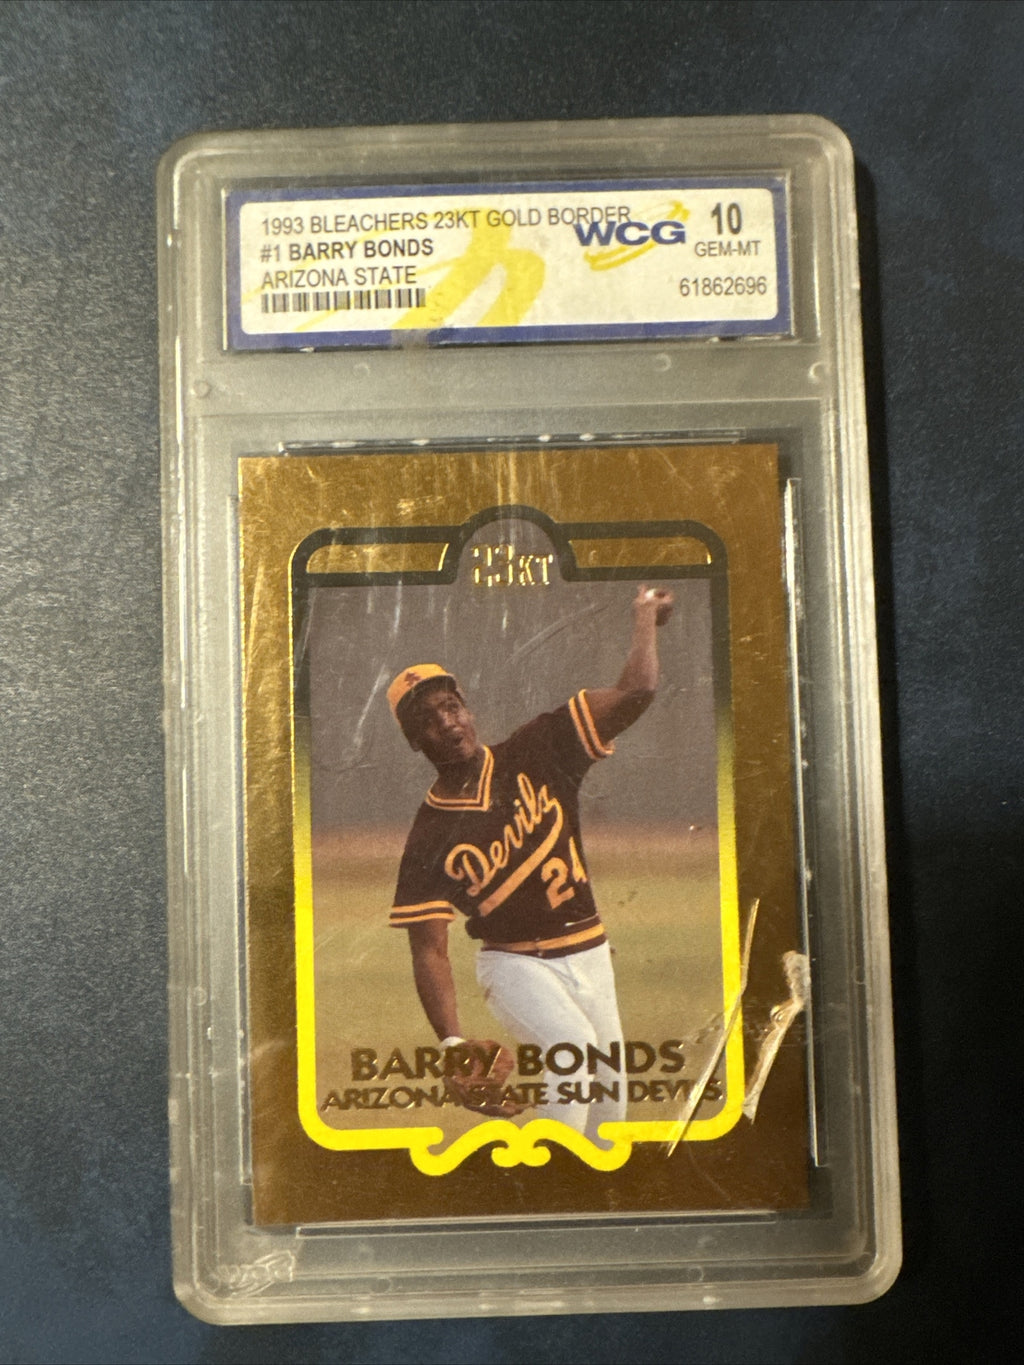 1993 BLEACHERS 23KT GOLD BORDER
#1 BARRY BONDS
ARIZONA STATE
WCG
10
GEM-MT
61862696
23KT
Devils
24
BARRY BONDS
ARIZONA STATE SUN DEVILS